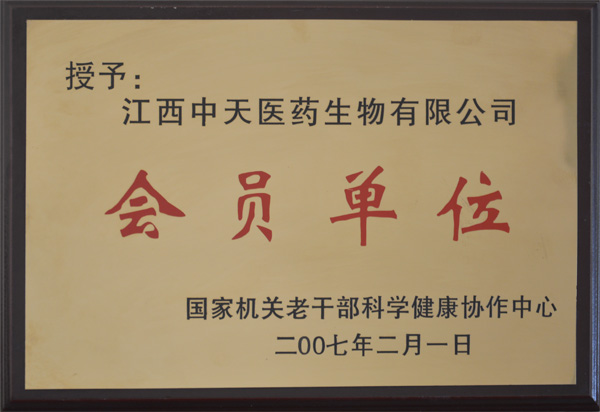 授予：
江西中天医药生物有限公司
会员单位
国家机关老干部科学健康协作中心
二00七年二月一日